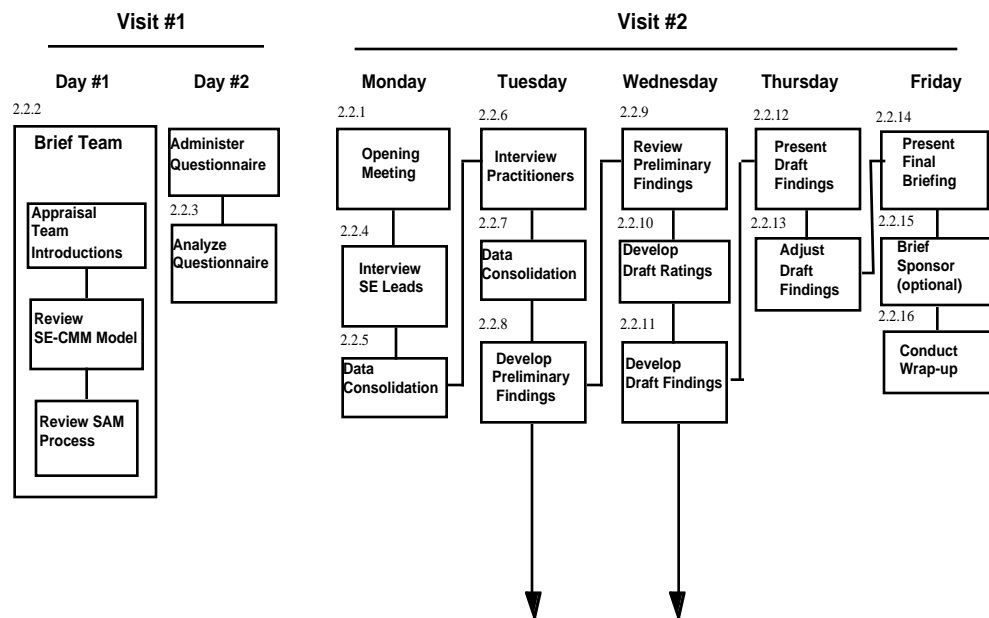 Visit #1
Visit #2
Day #1
Day #2
Monday
Tuesday
Wednesday
Thursday
Friday
2.2.2
Brief Team
Appraisal
Team
Introductions
Review
SE-CMM Model
Review SAM
Process
Administer
Questionnaire
2.2.3
Analyze
Questionnaire
2.2.1
Opening
Meeting
2.2.4
Interview
SE Leads
2.2.5
Data
Consolidation
2.2.6
Interview
Practitioners
2.2.7
Data
Consolidation
2.2.8
Develop
Preliminary
Findings
2.2.9
Review
Preliminary
Findings
2.2.10
Develop
Draft Ratings
2.2.11
Develop
Draft Findings
2.2.12
Present
Draft
Findings
2.2.13
Adjust
Draft
Findings
2.2.14
Present
Final
Briefing
2.2.15
Brief
Sponsor
(optional)
2.2.16
Conduct
Wrap-up